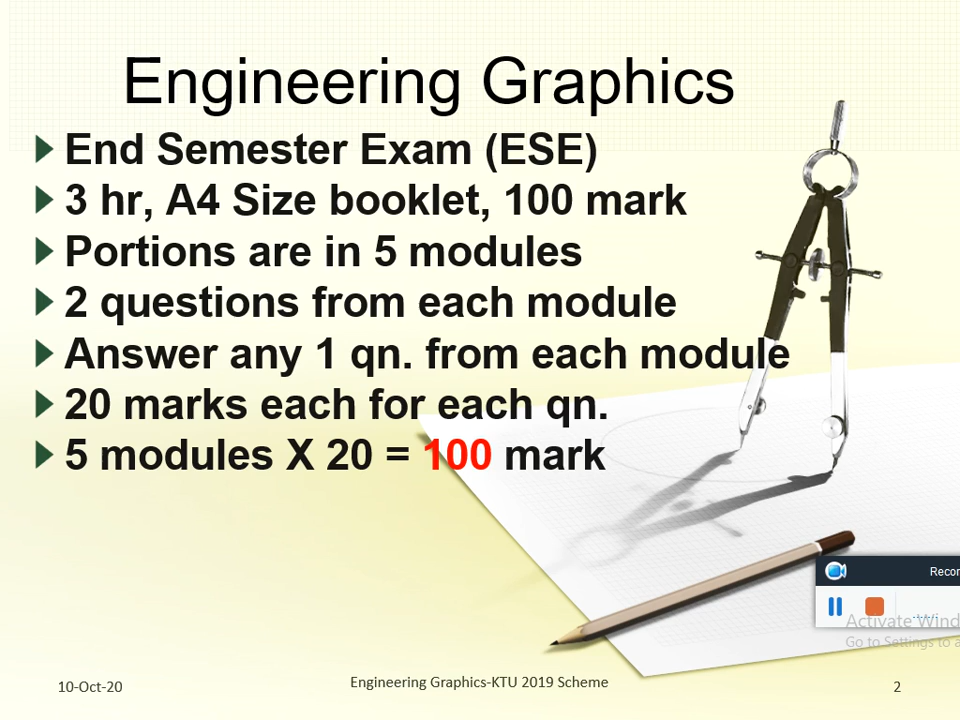 Engineering Graphics
End Semester Exam (ESE)
3 hr, A4 Size booklet, 100 mark
Portions are in 5 modules
2 questions from each module
Answer any 1 qn. from each module
20 marks each for each qn.
5 modules X 20 = 100 mark
Recor
Activate Wind
Go to Settings to a
10-Oct-20
Engineering Graphics-KTU 2019 Scheme
2